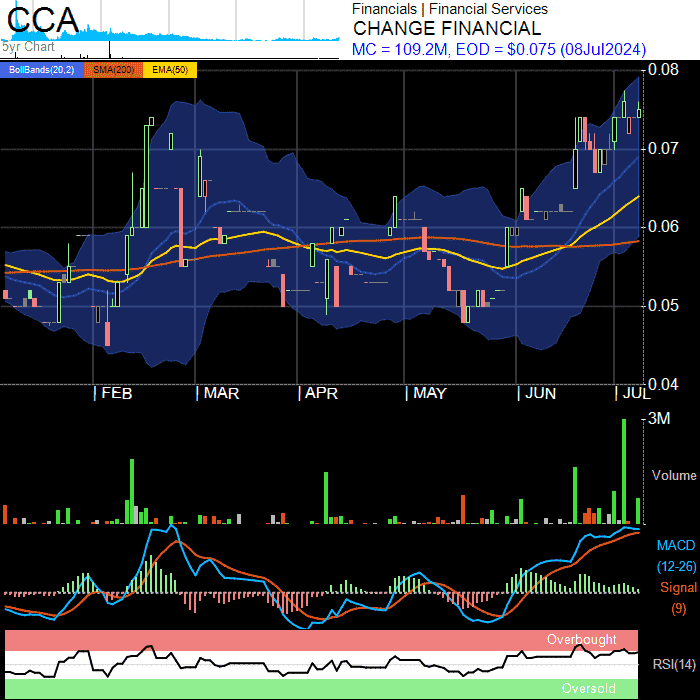 CCA
5yr Chart
Financials | Financial Services
CHANGE FINANCIAL
MC = 109.2M, EOD = $0.075 (08Jul2024)
BollBands(20,2) SMA(200) EMA(50)
0.08
0.07
0.06
0.05
0.04
| FEB | MAR | APR | MAY | JUN | JUL
3M
Volume
MACD
(12-26)
Signal
(9)
Overbought
RSI(14)
Oversold